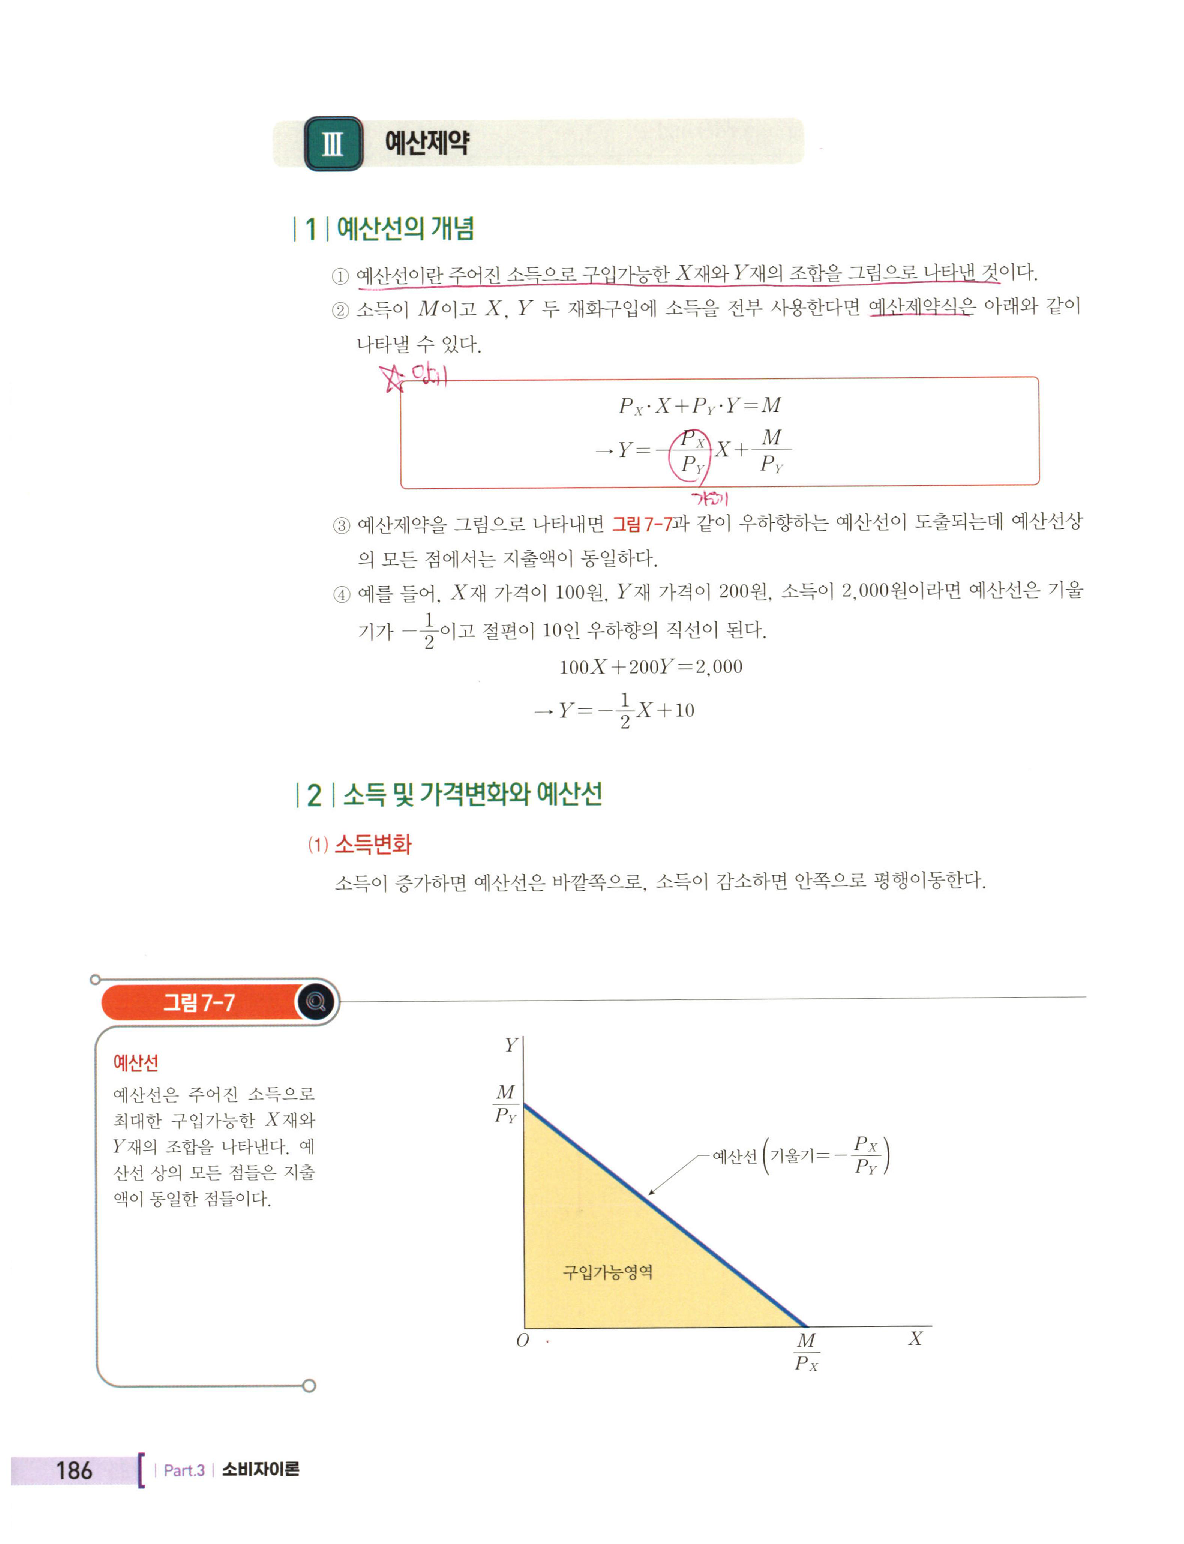 Ⅲ 예산제약
| 1 | 예산선의 개념
① 예산선이란 주어진 소득으로 구입가능한 X재와 Y재의 조합을 그림으로 나타낸 것이다.
② 소득이 M이고 X, Y 두 재화구입에 소득을 전부 사용한다면 예산제약식은 아래와 같이
나타낼 수 있다.
☆ 암기
P_X·X+P_Y·Y=M
→Y=-\frac{P_X}{P_Y}X+\frac{M}{P_Y}
③ 예산제약을 그림으로 나타내면 그림 7-7과 같이 우하향하는 예산선이 도출되는데 예산선상
의 모든 점에서는 지출액이 동일하다.
④ 예를 들어, X재 가격이 100원, Y재 가격이 200원, 소득이 2,000원이라면 예산선은 기울
기가 -\frac{1}{2}이고 절편이 10인 우하향의 직선이 된다.
100X+200Y=2,000
→Y=-\frac{1}{2}X+10
| 2 | 소득 및 가격변화와 예산선
(1) 소득변화
소득이 증가하면 예산선은 바깥쪽으로, 소득이 감소하면 안쪽으로 평행이동한다.
그림 7-7
예산선
예산선은 주어진 소득으로
최대한 구입가능한 X재와
Y재의 조합을 나타낸다. 예
산선 상의 모든 점들은 지출
액이 동일한 점들이다.
Y
\frac{M}{P_Y}
예산선(기울기=-\frac{P_X}{P_Y})
구입가능영역
O
\frac{M}{P_X}
X
186 | Part.3 | 소비자이론